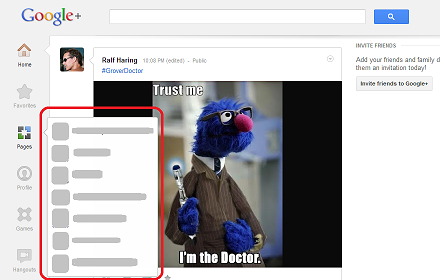 Google+
Home
Favorites
Pages
Profile
Games
Hangouts
Ralf Haring 10:08 PM (edited) - Public
#GroverDoctor
Trust me
I'm the Doctor.
INVITE FRIENDS
Add your friends and family d
them an invitation today!
Invite friends to Google+